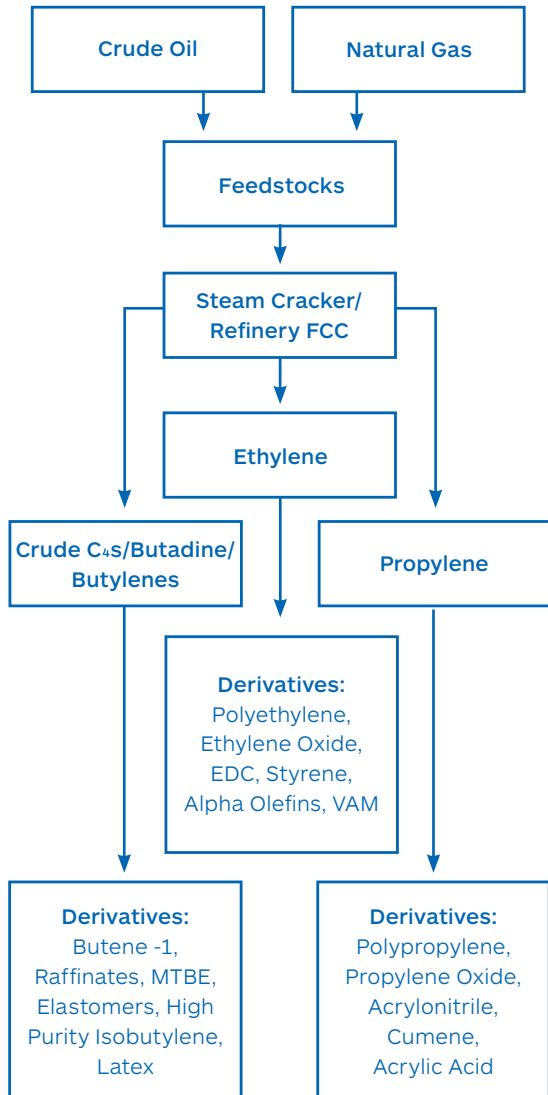 Crude Oil
Natural Gas
Feedstocks
Steam Cracker/
Refinery FCC
Ethylene
Crude C₄s/Butadine/
Butylenes
Propylene
Derivatives:
Polyethylene,
Ethylene Oxide,
EDC, Styrene,
Alpha Olefins, VAM
Derivatives:
Butene -1,
Raffinates, MTBE,
Elastomers, High
Purity Isobutylene,
Latex
Derivatives:
Polypropylene,
Propylene Oxide,
Acrylonitrile,
Cumene,
Acrylic Acid